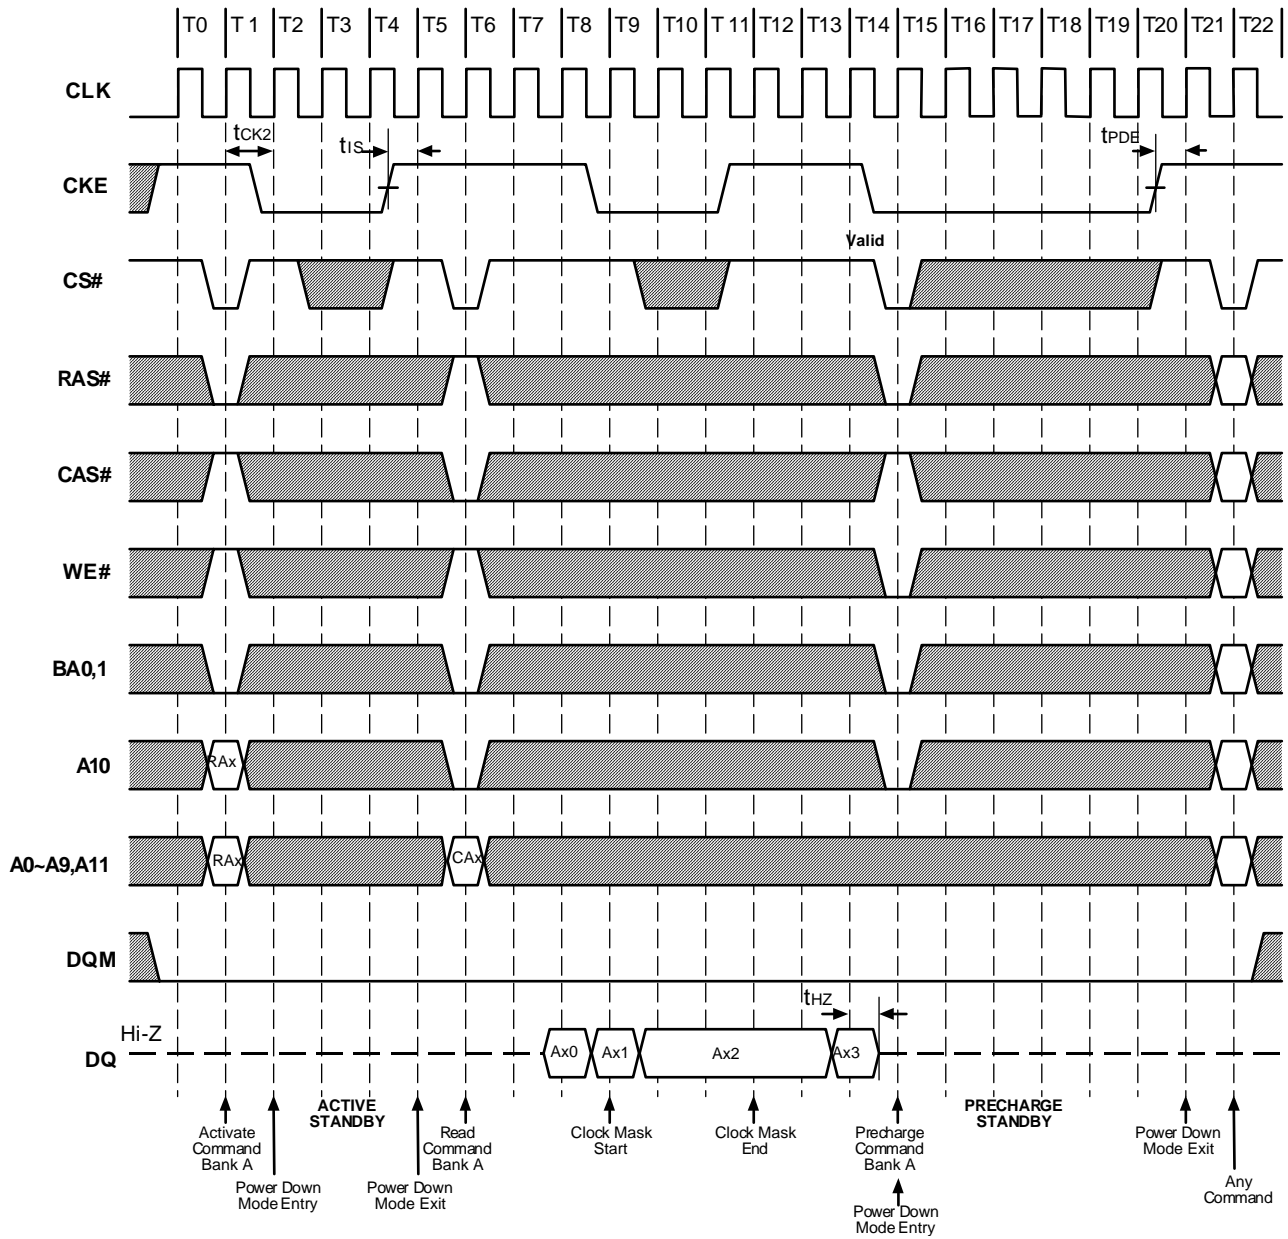 T0 T1 T2 T3 T4 T5 T6 T7 T8 T9 T10 T11 T12 T13 T14 T15 T16 T17 T18 T19 T20 T21 T22
CLK
tCK2
tIS
tPDE
CKE
Valid
CS#
RAS#
CAS#
WE#
BA0,1
A10
RAx
A0~A9,A11
RAx
CAx
DQM
tHZ
Hi-Z
DQ
Ax0 Ax1 Ax2 Ax3
ACTIVE
STANDBY
PRECHARGE
STANDBY
Activate
Command
Bank A
Read
Command
Bank A
Clock Mask
Start
Clock Mask
End
Precharge
Command
Bank A
Power Down
Mode Exit
Power Down
Mode Entry
Power Down
Mode Exit
Any
Command
Power Down
Mode Entry